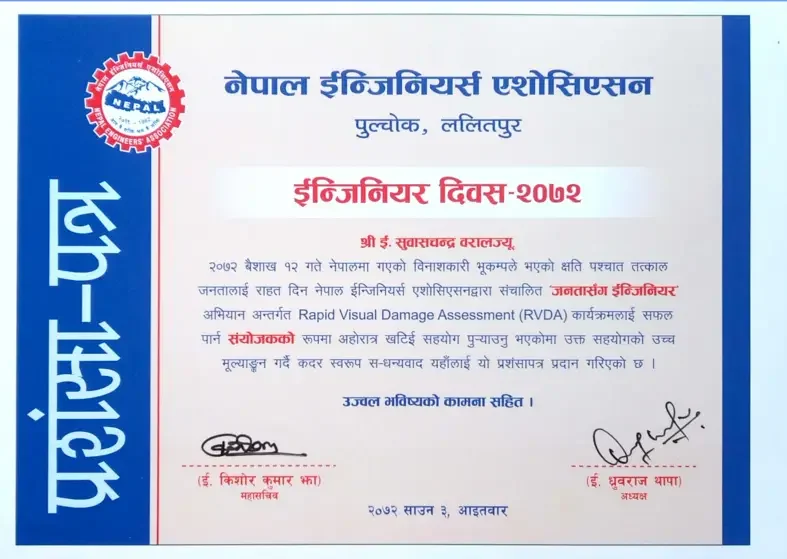 नेपाल ईन्जिनियर्स एशोसिएसन
NEPAL
NEPAL ENGINEERS' ASSOCIATION
नेपाल ईन्जिनियर्स एशोसिएसन
पुल्चोक, ललितपुर
प्रशंसा-पत्र
ईन्जिनियर दिवस-२०७२
श्री ई. सुवासचन्द्र वरालज्यू
२०७२ बैशाख १२ गते नेपालमा गएको विनाशकारी भूकम्पले भएको क्षति पश्चात तत्काल
जनतालाई राहत दिन नेपाल ईन्जिनियर्स एशोसिएसनद्वारा संचालित "जनतासँग ईन्जिनियर"
अभियान अन्तर्गत Rapid Visual Damage Assessment (RVDA) कार्यक्रमलाई सफल
पार्न संयोजकको रूपमा अहोरात्र खटिई सहयोग पुऱ्याउनु भएकोमा उक्त सहयोगको उच्च
मूल्याङ्कन गर्दै कदर स्वरूप स-धन्यवाद यहाँलाई यो प्रशंसापत्र प्रदान गरिएको छ ।
उज्वल भविष्यको कामना सहित ।
(ई. किशोर कुमार झा)
महासचिव
(ई. ध्रुवराज थापा)
अध्यक्ष
२०७२ साउन ३, आइतवार